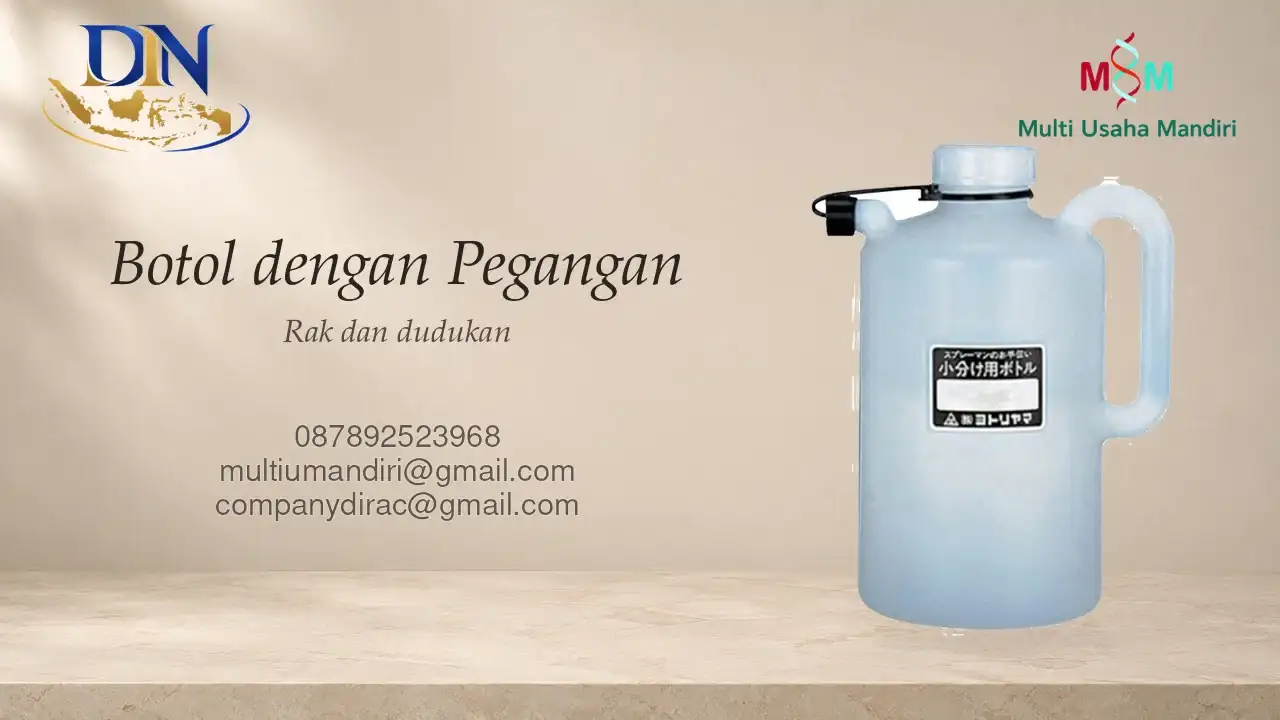 DIN
M M
Multi Usaha Mandiri
Botol dengan Pegangan
Rak dan dudukan
087892523968
multiumandiri@gmail.com
companydirac@gmail.com
スプレーマンのお手伝い
小分け用ボトル
㈱ヨトリヤマ